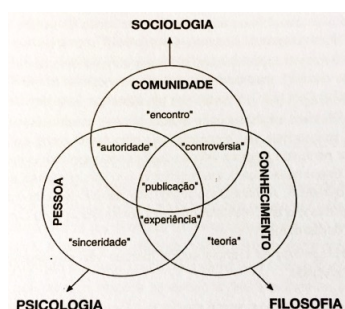 SOCIOLOGIA
COMUNIDADE
"encontro"
"autoridade" "controvérsia"
"publicação"
PESSOA
CONHECIMENTO
"experiência"
"sinceridade" "teoria"
PSICOLOGIA FILOSOFIA